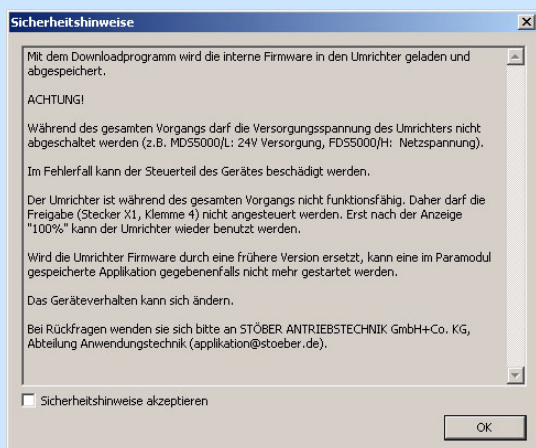 Sicherheitshinweise
Mit dem Downloadprogramm wird die interne Firmware in den Umrichter geladen und
abgespeichert.
ACHTUNG!
Während des gesamten Vorgangs darf die Versorgungsspannung des Umrichters nicht
abgeschaltet werden (z.B. MDS5000/L: 24V Versorgung, FDS5000/H:  Netzspannung).
Im Fehlerfall kann der Steuerteil des Gerätes beschädigt werden.
Der Umrichter ist während des gesamten Vorgangs nicht funktionsfähig. Daher darf die
Freigabe (Stecker X1, Klemme 4) nicht angesteuert werden. Erst nach der Anzeige
"100%" kann der Umrichter wieder benutzt werden.
Wird die Umrichter Firmware durch eine frühere Version ersetzt, kann eine im Paramodul
gespeicherte Applikation gegebenenfalls nicht mehr gestartet werden.
Das Geräteverhalten kann sich ändern.
Bei Rückfragen wenden sie sich bitte an STÖBER ANTRIEBSTECHNIK GmbH+Co. KG,
Abteilung Anwendungstechnik (applikation@stoeber.de).
Sicherheitshinweise akzeptieren
OK